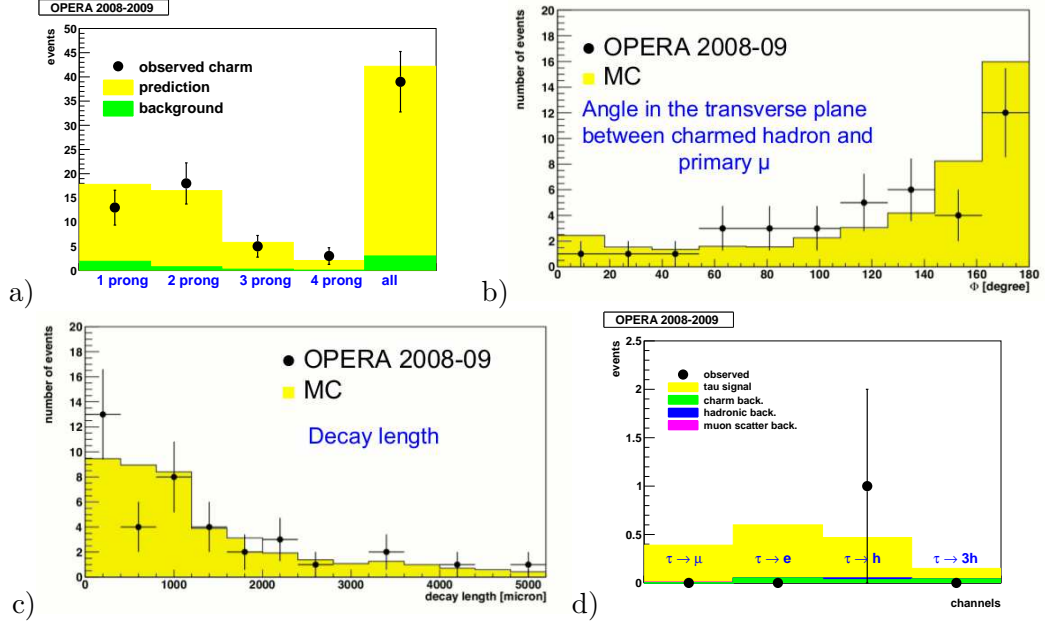 OPERA 2008-2009
events
50
45
40
35
30
25
20
15
10
5
0
observed charm
prediction
background
1 prong 2 prong 3 prong 4 prong all
a)
number of events
20
18
16
14
12
10
8
6
4
2
0
OPERA 2008-09
MC
Angle in the transverse plane
between charmed hadron and
primary μ
0 20 40 60 80 100 120 140 160 180
Φ [degree]
b)
number of events
20
18
16
14
12
10
8
6
4
2
0
OPERA 2008-09
MC
Decay length
0 1000 2000 3000 4000 5000
decay length [micron]
c)
OPERA 2008-2009
events
2.5
2
1.5
1
0.5
0
observed
tau signal
charm back.
hadronic back.
muon scatter back.
τ → μ τ → e τ → h τ → 3h
channels
d)